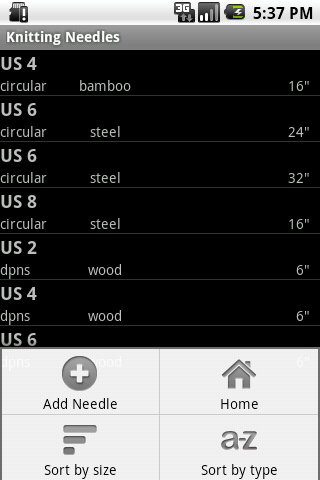 3G 5:37 PM
Knitting Needles
US 4
circular bamboo 16"
US 6
circular steel 24"
US 6
circular steel 32"
US 8
circular steel 16"
US 2
dpns wood 6"
US 4
dpns wood 6"
US 6
dpns wood 6"
Add Needle Home
a-z
Sort by size Sort by type